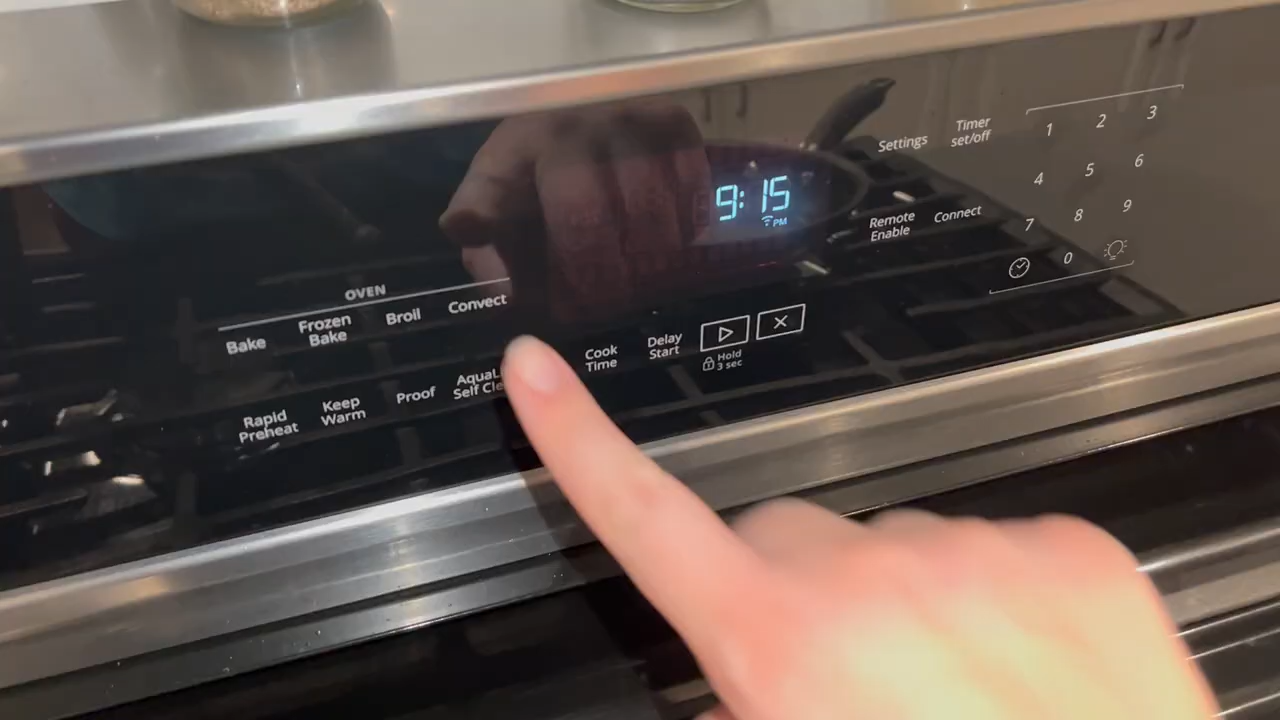 OVEN
Bake
Frozen
Bake
Broil
Convect
Rapid
Preheat
Keep
Warm
Proof
Self
Cook
Time
Delay
Start
Hold
3 sec
9:15
PM
Settings
Timer
set/off
Remote
Enable
Connect
1 2 3
4 5 6
7 8 9
0